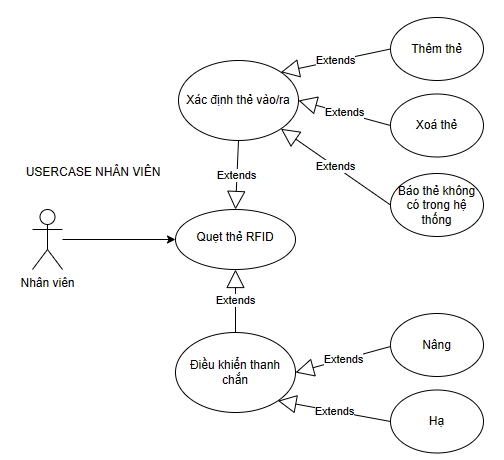 Thêm thẻ
Extends
Xác định thẻ vào/ra
Extends
Xoá thẻ
Extends
USERCASE NHÂN VIÊN
Extends
Báo thẻ không
có trong hệ
thống
Quẹt thẻ RFID
Nhân viên
Extends
Nâng
Extends
Điều khiển thanh
chắn
Extends
Hạ